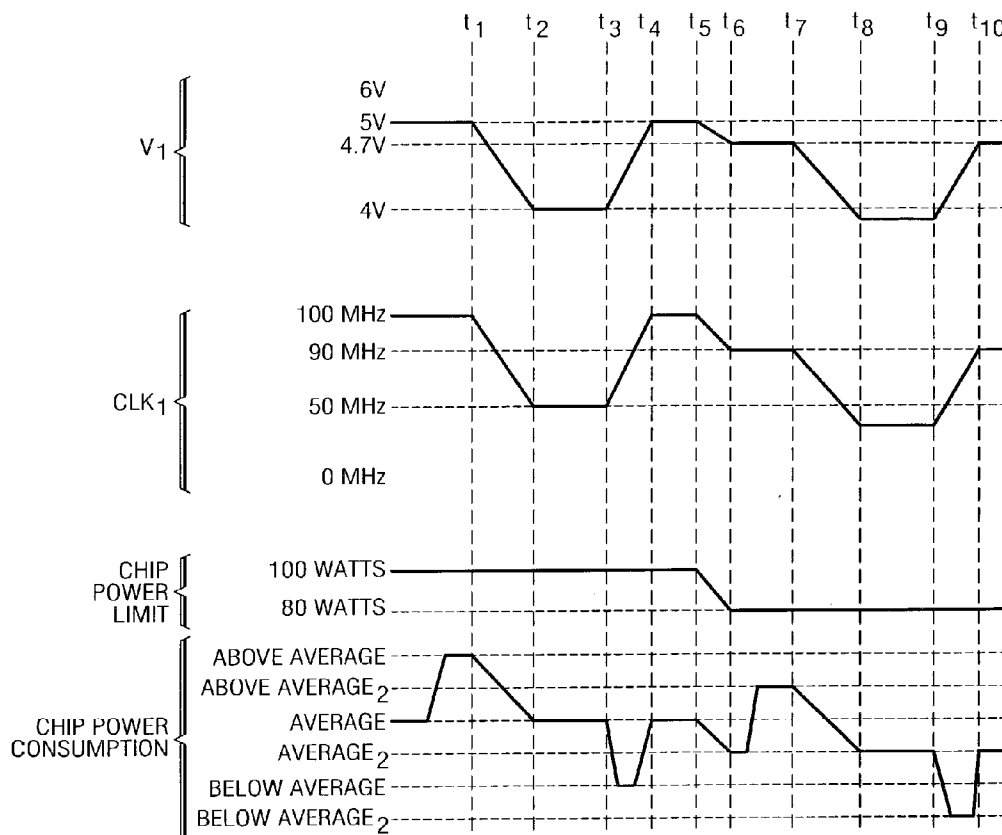 t1 t2 t3 t4 t5 t6 t7 t8 t9 t10
V1
6V
5V
4.7V
4V
CLK1
100 MHz
90 MHz
50 MHz
0 MHz
CHIP
POWER
LIMIT
100 WATTS
80 WATTS
CHIP POWER
CONSUMPTION
ABOVE AVERAGE
ABOVE AVERAGE2
AVERAGE
AVERAGE2
BELOW AVERAGE
BELOW AVERAGE2